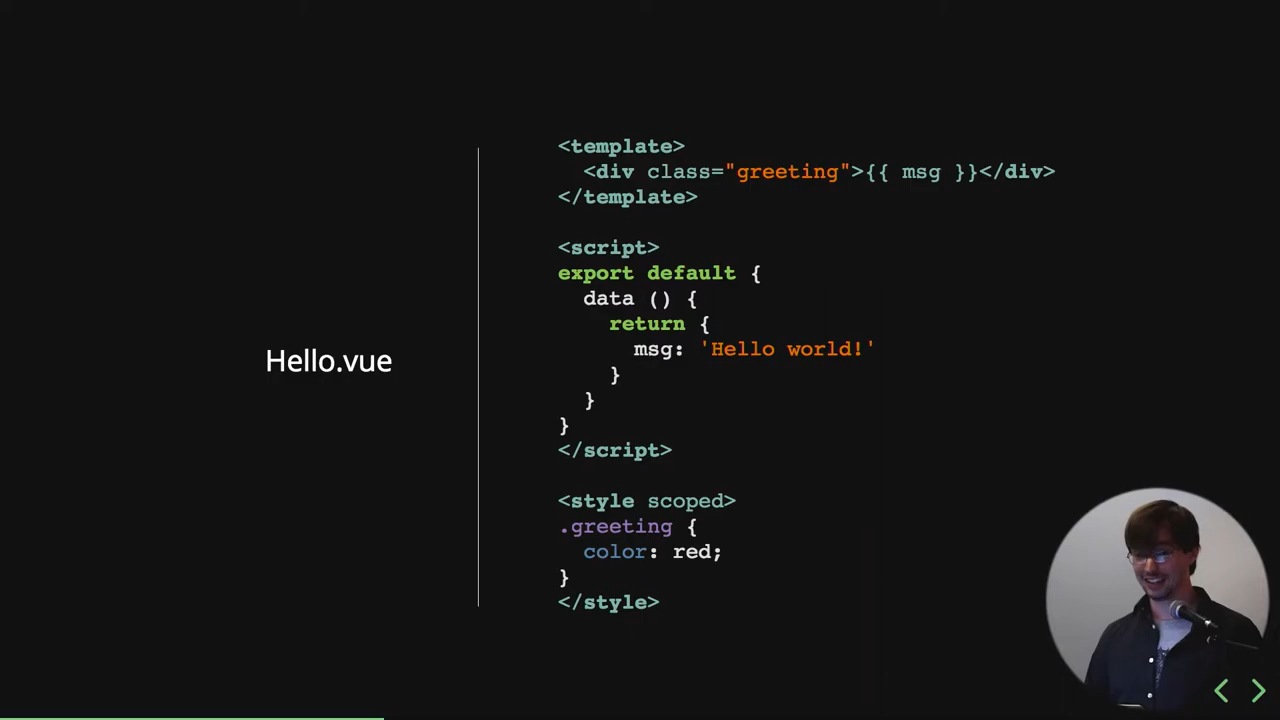 Hello.vue
<template>
  <div class="greeting">{{ msg }}</div>
</template>
<script>
export default {
  data () {
    return {
      msg: 'Hello world!'
    }
  }
}
</script>
<style scoped>
.greeting {
  color: red;
}
</style>